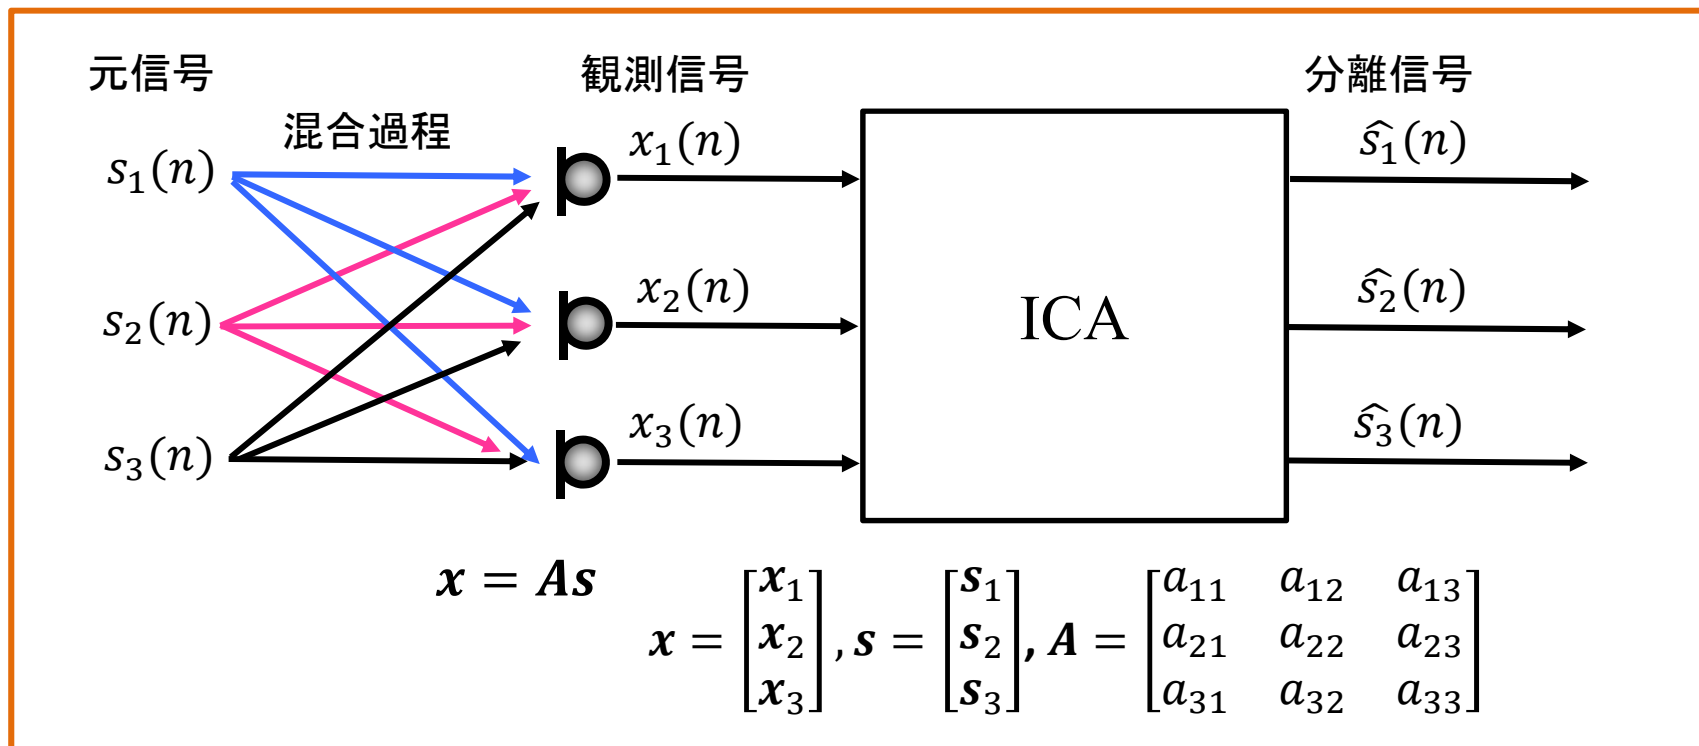 元信号 観測信号 分離信号
混合過程
s₁(n) x₁(n) ŝ₁(n)
s₂(n) x₂(n) ICA ŝ₂(n)
s₃(n) x₃(n) ŝ₃(n)
x = As
x = [x₁ x₂ x₃], s = [s₁ s₂ s₃], A = [a₁₁ a₁₂ a₁₃ a₂₁ a₂₂ a₂₃ a₃₁ a₃₂ a₃₃]